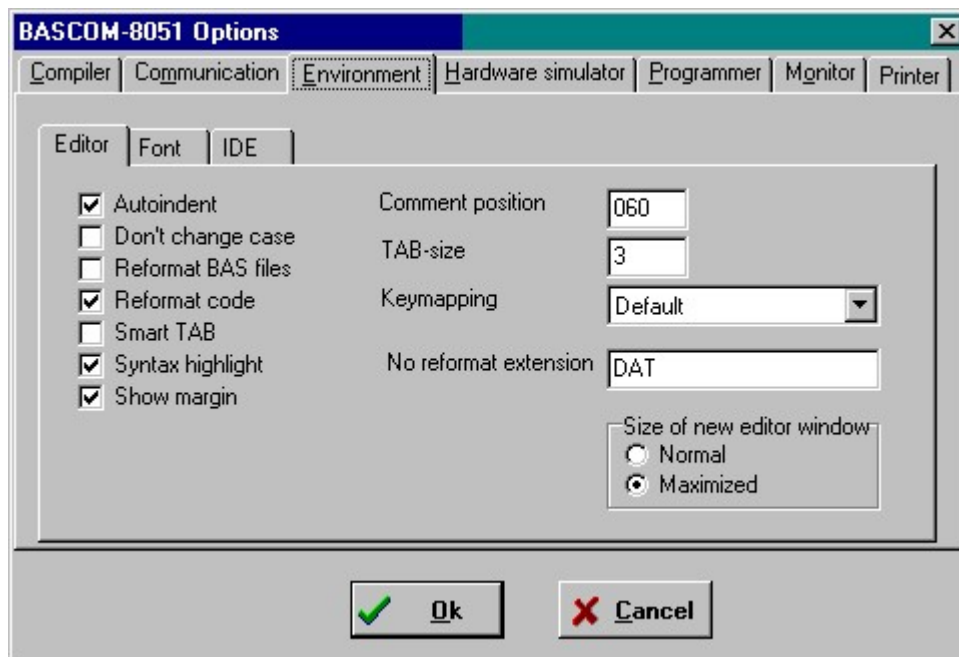 BASCOM-8051 Options
Compiler Communication Environment Hardware simulator Programmer Monitor Printer
Editor Font IDE
Autoindent Comment position 060
Don't change case
Reformat BAS files TAB-size 3
Reformat code Keymapping Default
Smart TAB
Syntax highlight No reformat extension DAT
Show margin
Size of new editor window
Normal
Maximized
Ok Cancel